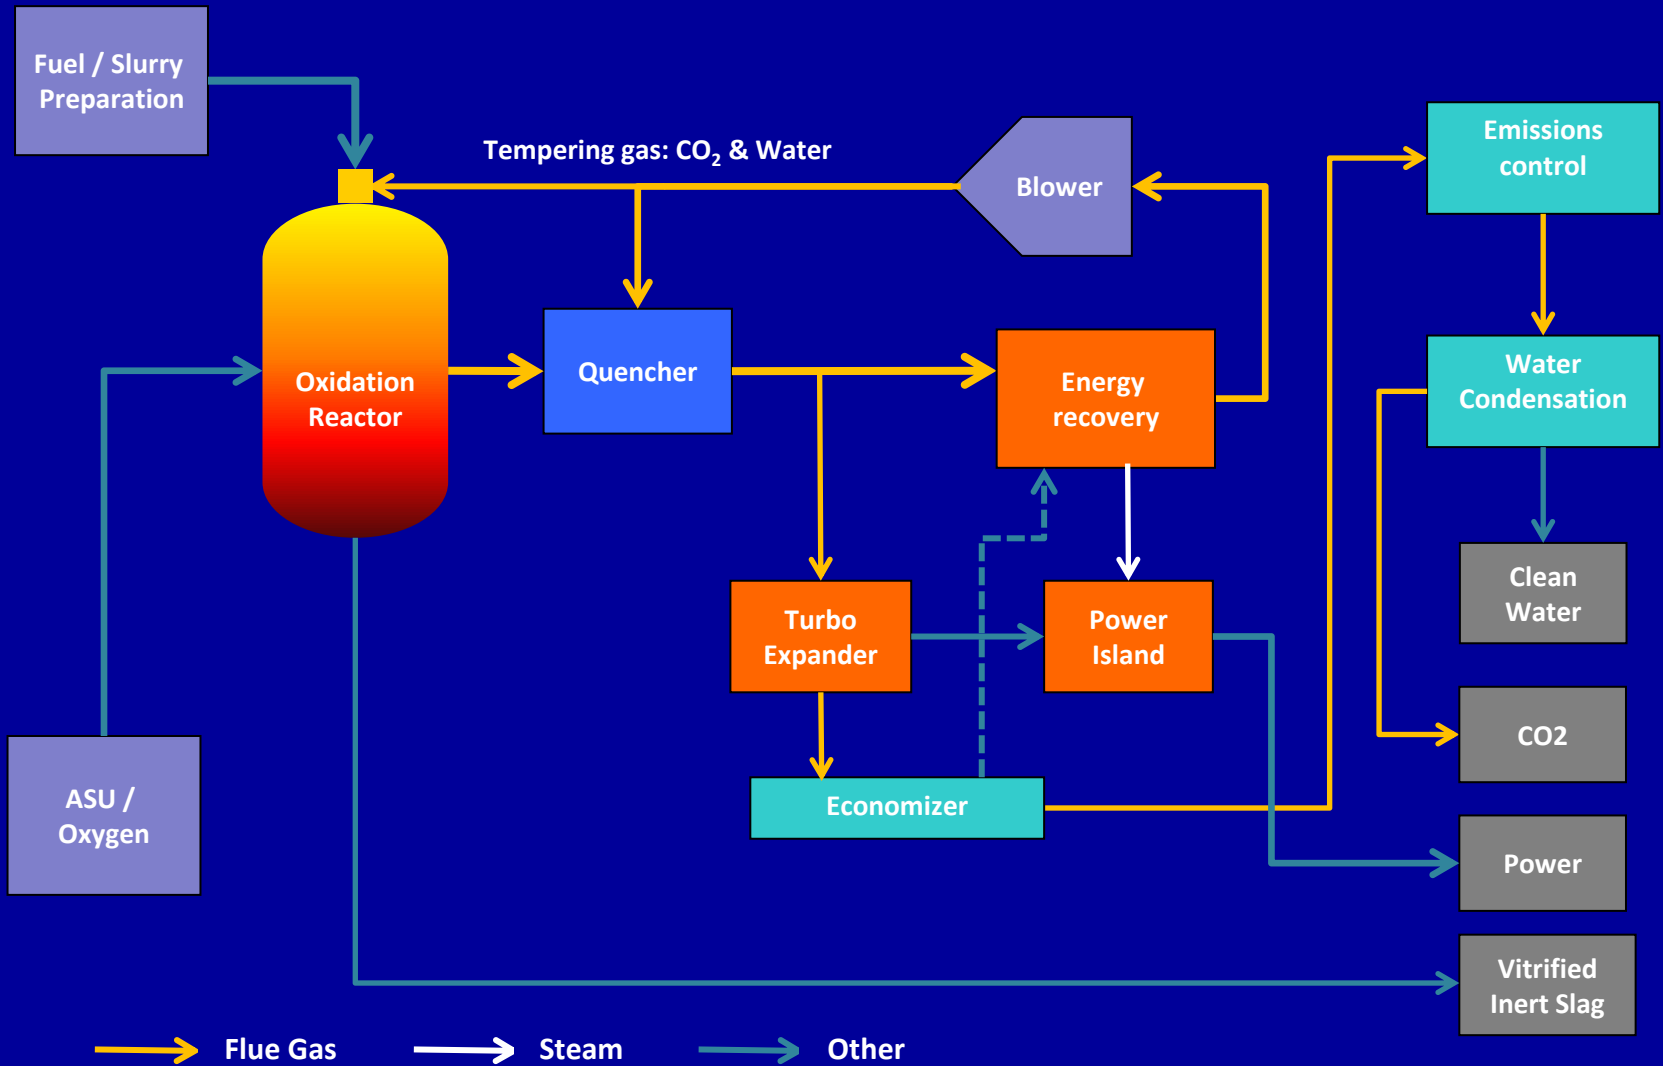 Fuel / Slurry
Preparation
Tempering gas: CO₂ & Water
Blower
Emissions
control
Oxidation
Reactor
Quencher
Energy
recovery
Water
Condensation
Turbo
Expander
Power
Island
Clean
Water
CO2
ASU /
Oxygen
Economizer
Power
Vitrified
Inert Slag
Flue Gas
Steam
Other